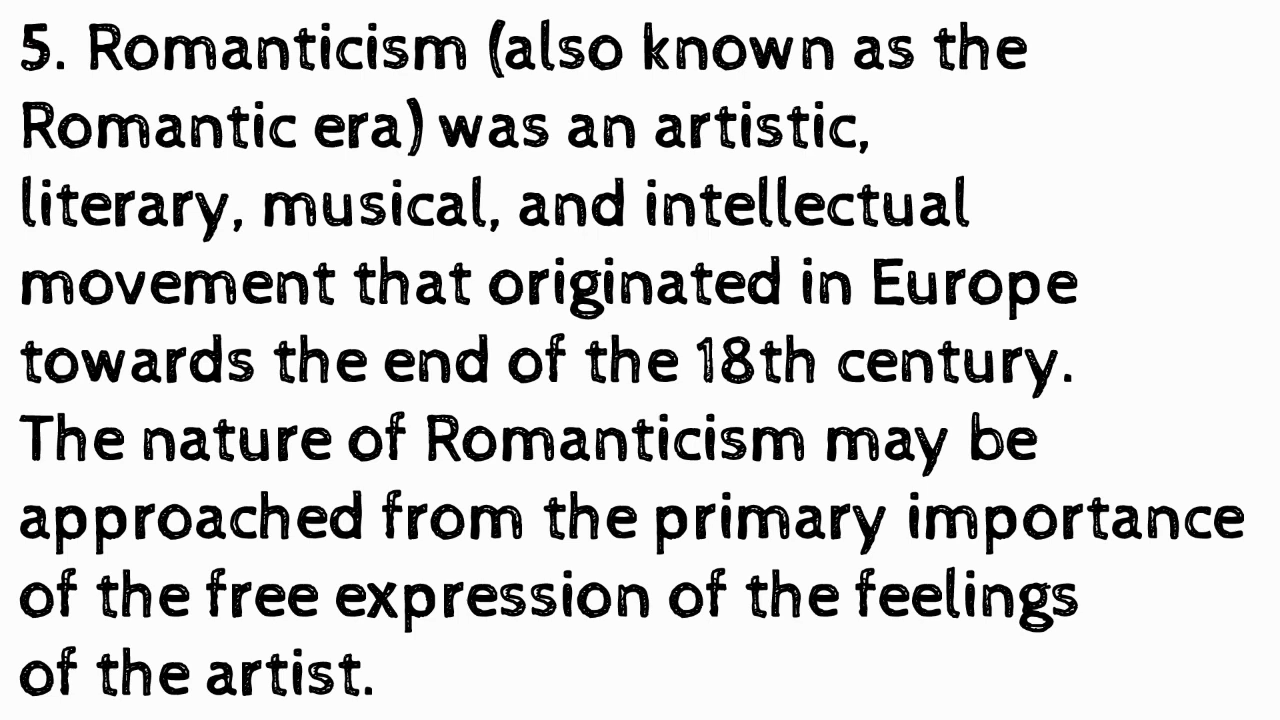 5. Romanticism (also known as the
Romantic era) was an artistic,
literary, musical, and intellectual
movement that originated in Europe
towards the end of the 18th century.
The nature of Romanticism may be
approached from the primary importance
of the free expression of the feelings
of the artist.